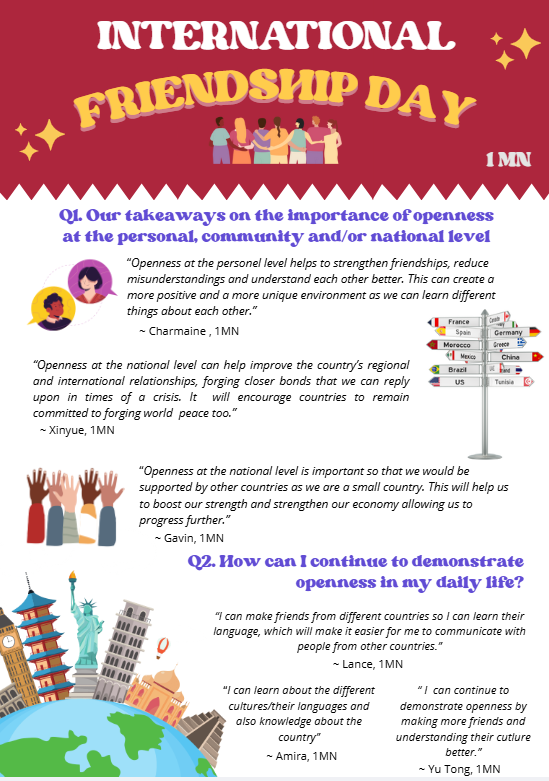 INTERNATIONAL
FRIENDSHIP DAY
1 MN
Q1. Our takeaways on the importance of openness
at the personal, community and/or national level
“Openness at the personel level helps to strengthen friendships, reduce
misunderstandings and understand each other better. This can create a
more positive and a more unique environment as we can learn different
things about each other.”
~ Charmaine , 1MN
France
Canada
Spain
Germany
Morocco
Greece
Mexico
China
Brazil
US
Tunisia
“Openness at the national level can help improve the country’s regional
and international relationships, forging closer bonds that we can reply
upon in times of a crisis. It will encourage countries to remain
committed to forging world peace too.”
~ Xinyue, 1MN
“Openness at the national level is important so that we would be
supported by other countries as we are a small country. This will help us
to boost our strength and strengthen our economy allowing us to
progress further.”
~ Gavin, 1MN
Q2. How can I continue to demonstrate
openness in my daily life?
“I can make friends from different countries so I can learn their
language, which will make it easier for me to communicate with
people from other countries.”
~ Lance, 1MN
“I can learn about the different
cultures/their languages and
also knowledge about the
country”
~ Amira, 1MN
“ I can continue to
demonstrate openness by
making more friends and
understanding their cutlure
better.”
~ Yu Tong, 1MN